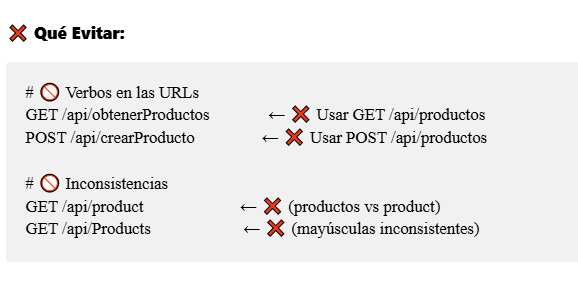 ❌ Qué Evitar:
# 🚫 Verbos en las URLs
GET /api/obtenerProductos ← ❌ Usar GET /api/productos
POST /api/crearProducto ← ❌ Usar POST /api/productos
# 🚫 Inconsistencias
GET /api/product ← ❌ (productos vs product)
GET /api/Products ← ❌ (mayúsculas inconsistentes)